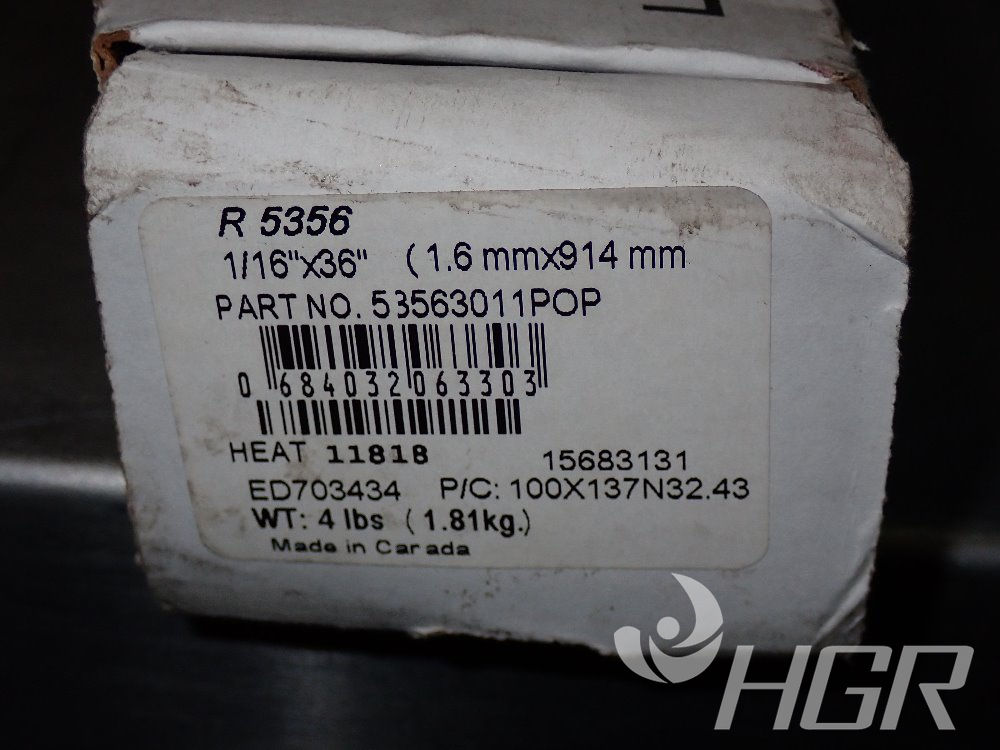 R 5356
1/16"x36" (1.6 mmx914 mm
PART NO. 53563011POP
0 684032 063303
HEAT 11818 15683131
ED703434 P/C: 100X137N32.43
WT: 4 lbs (1.81kg.)
Made in Carada
HGR